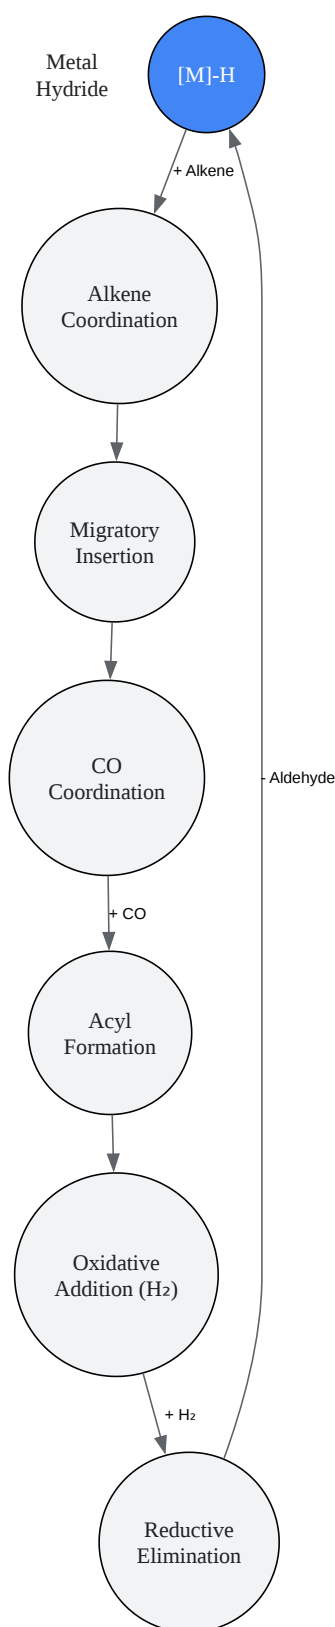 Metal
Hydride
[M]-H
+ Alkene
Alkene
Coordination
Migratory
Insertion
CO
Coordination
- Aldehyde
+ CO
Acyl
Formation
Oxidative
Addition (H₂)
+ H₂
Reductive
Elimination